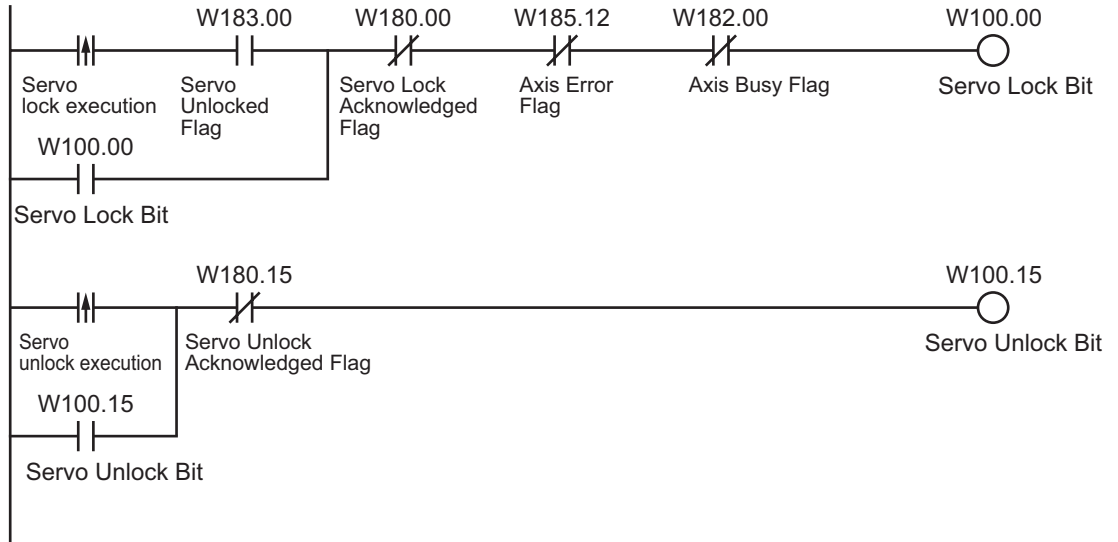 W183.00 W180.00 W185.12 W182.00 W100.00
Servo
lock execution
Servo
Unlocked
Flag
Servo Lock
Acknowledged
Flag
Axis Error
Flag
Axis Busy Flag
Servo Lock Bit
W100.00
Servo Lock Bit
W180.15 W100.15
Servo
unlock execution
Servo Unlock
Acknowledged Flag
Servo Unlock Bit
W100.15
Servo Unlock Bit